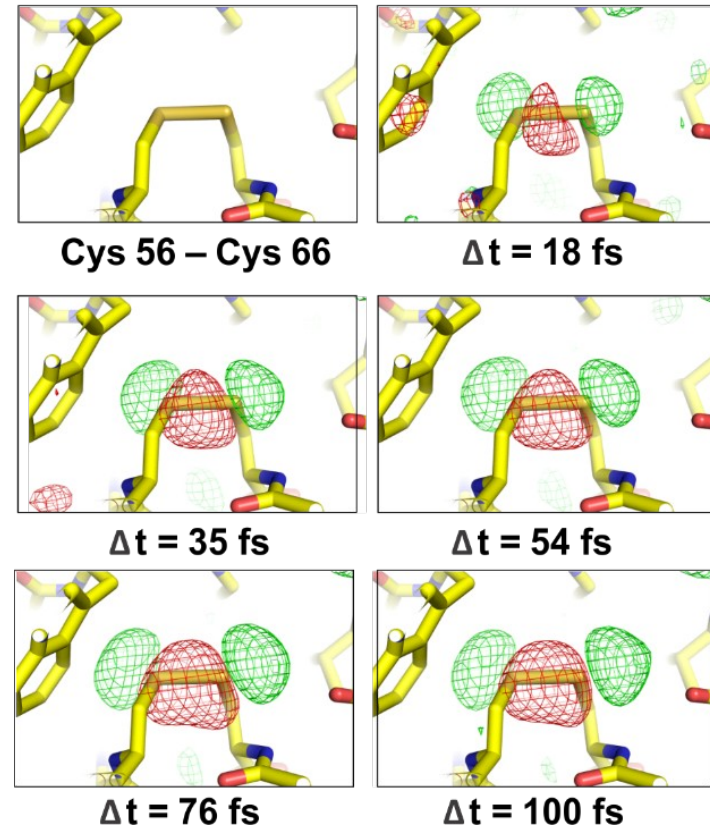 Cys 56 – Cys 66
Δt = 18 fs
Δt = 35 fs
Δt = 54 fs
Δt = 76 fs
Δt = 100 fs